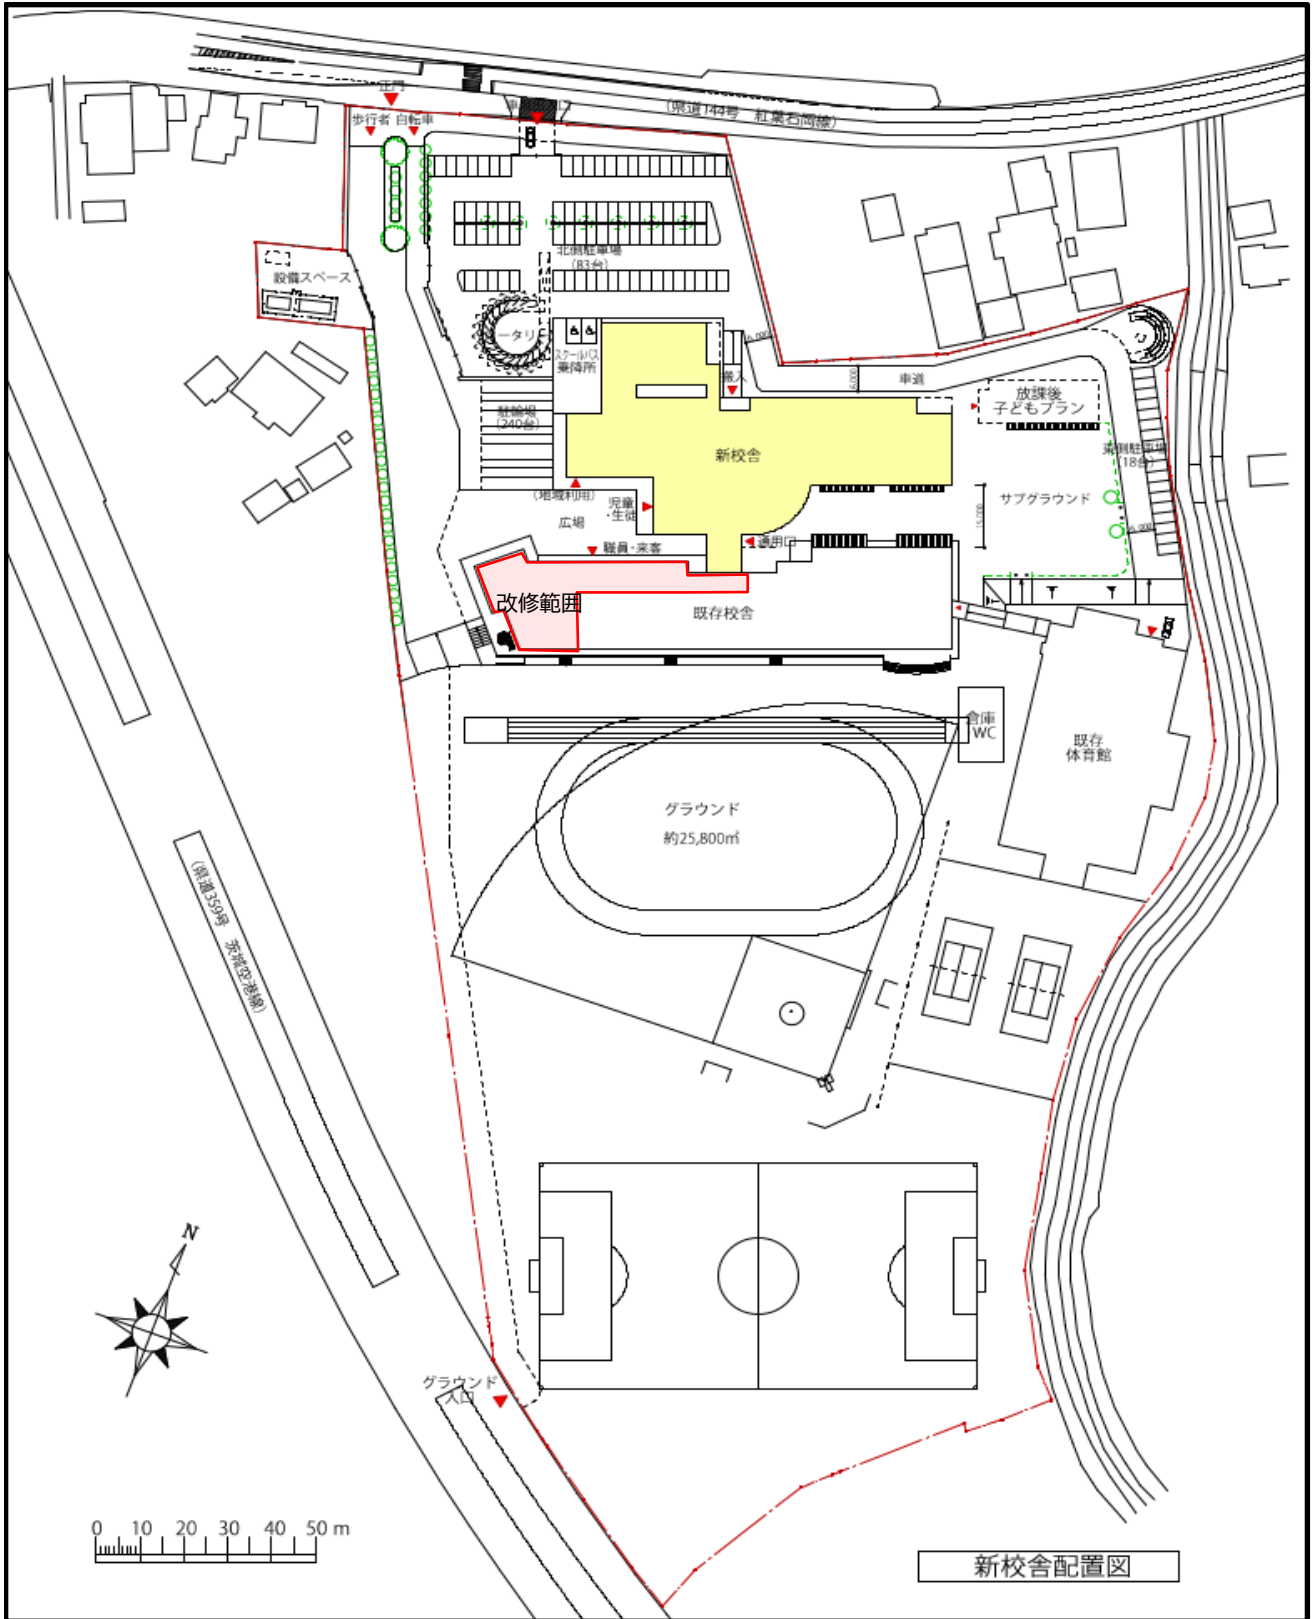 正門
歩行者 自転車
(県道144号 紅葉石岡線)
北側駐車場
(83台)
設備スペース
ータリ
スクールバス
乗降所
搬入
6,000
6,000
車道
放課後
子どもプラン
駐輪場
(240台)
新校舎
東側駐車場
(18台)
サブグラウンド
(地域利用)
広場
児童
・生徒
15,000
6,000
職員・来客
通用口
改修範囲
既存校舎
倉庫
WC
既存
体育館
グラウンド
約25,800㎡
(県道359号 茨城空港線)
N
グラウンド
入口
0 10 20 30 40 50 m
新校舎配置図